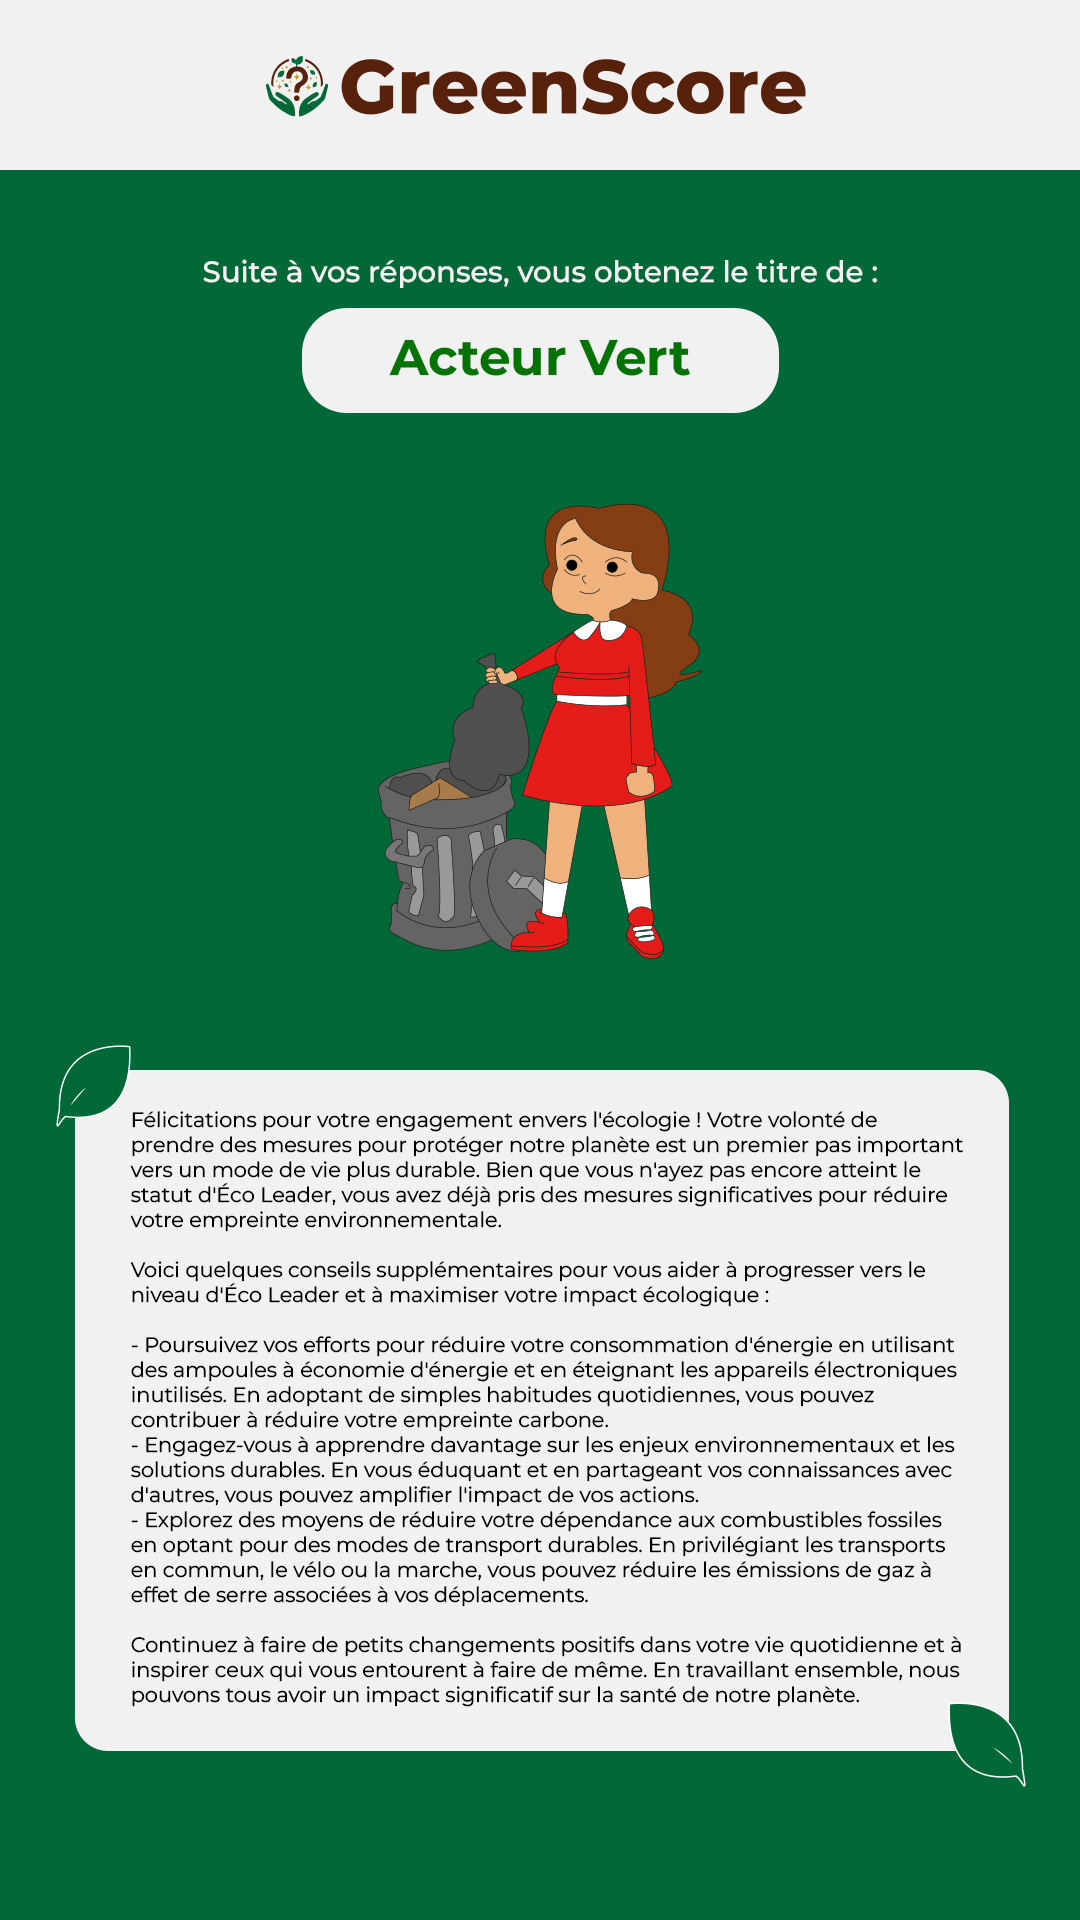 GreenScore
Suite à vos réponses, vous obtenez le titre de :
Acteur Vert
Félicitations pour votre engagement envers l'écologie ! Votre volonté de
prendre des mesures pour protéger notre planète est un premier pas important
vers un mode de vie plus durable. Bien que vous n'ayez pas encore atteint le
statut d'Éco Leader, vous avez déjà pris des mesures significatives pour réduire
votre empreinte environnementale.
Voici quelques conseils supplémentaires pour vous aider à progresser vers le
niveau d'Éco Leader et à maximiser votre impact écologique :
- Poursuivez vos efforts pour réduire votre consommation d'énergie en utilisant
des ampoules à économie d'énergie et en éteignant les appareils électroniques
inutilisés. En adoptant de simples habitudes quotidiennes, vous pouvez
contribuer à réduire votre empreinte carbone.
- Engagez-vous à apprendre davantage sur les enjeux environnementaux et les
solutions durables. En vous éduquant et en partageant vos connaissances avec
d'autres, vous pouvez amplifier l'impact de vos actions.
- Explorez des moyens de réduire votre dépendance aux combustibles fossiles
en optant pour des modes de transport durables. En privilégiant les transports
en commun, le vélo ou la marche, vous pouvez réduire les émissions de gaz à
effet de serre associées à vos déplacements.
Continuez à faire de petits changements positifs dans votre vie quotidienne et à
inspirer ceux qui vous entourent à faire de même. En travaillant ensemble, nous
pouvons tous avoir un impact significatif sur la santé de notre planète.